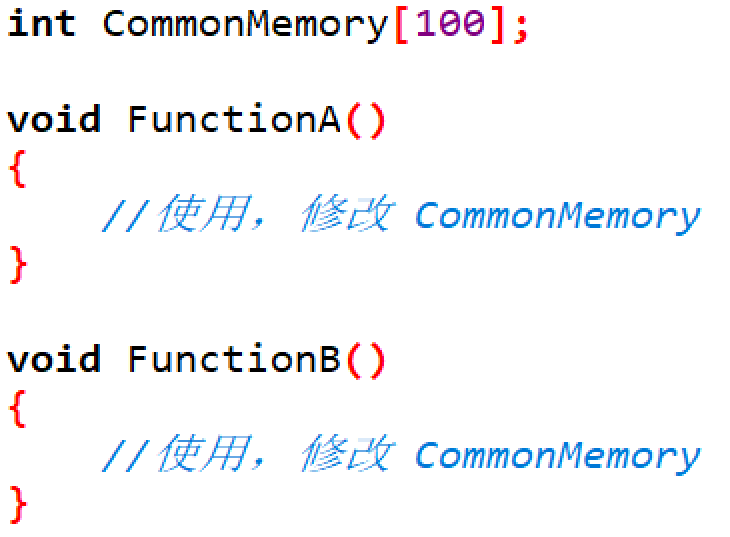 int CommonMemory[100];
void FunctionA()
{
//使用，修改 CommonMemory
}
void FunctionB()
{
//使用，修改 CommonMemory
}